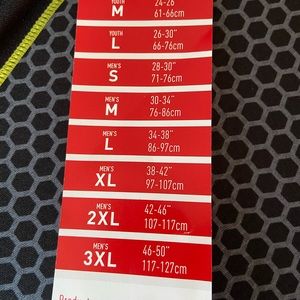 YOUTH
M
24-26"
61-66cm
YOUTH
L
26-30"
66-76cm
MEN'S
S
28-30"
71-76cm
MEN'S
M
30-34"
76-86cm
MEN'S
L
34-38"
86-97cm
MEN'S
XL
38-42"
97-107cm
MEN'S
2XL
42-46"
107-117cm
MEN'S
3XL
46-50"
117-127cm